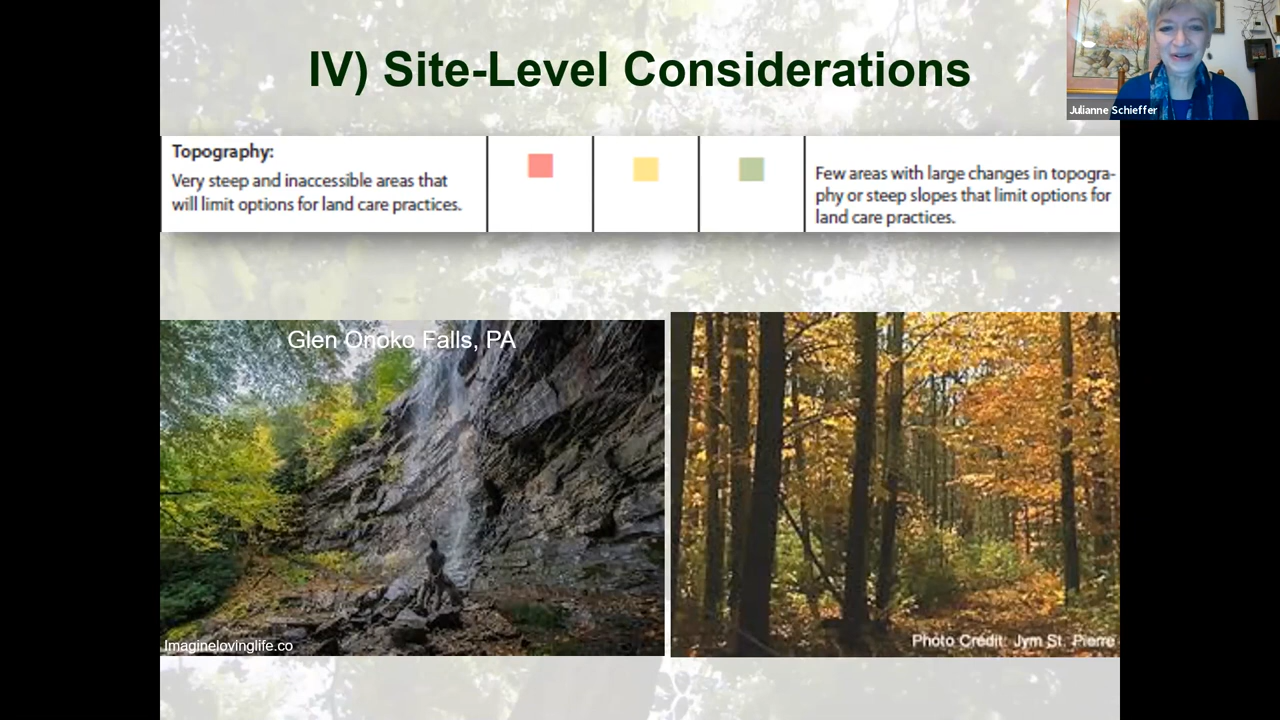 IV) Site-Level Considerations
Julianne Schieffer
Topography:
Very steep and inaccessible areas that
will limit options for land care practices.
Few areas with large changes in topogra-
phy or steep slopes that limit options for
land care practices.
Glen Onoko Falls, PA
Imaginelovinglife.co
Photo Credit: Jym St. Pierre